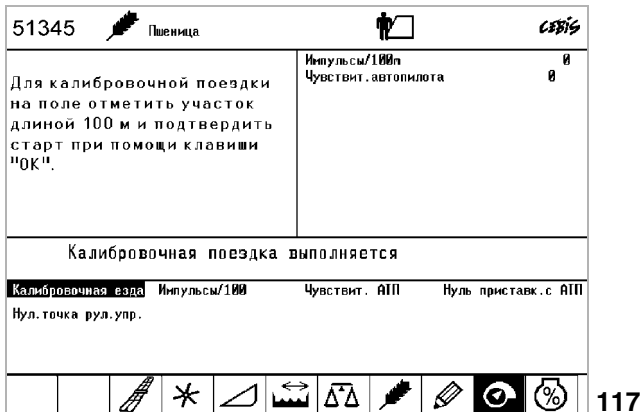 51345 Пшеница CEBIS
Для калибровочной поездки
на поле отметить участок
длиной 100 м и подтвердить
старт при помощи клавиши
"ОК".
Импульсы/100m 0
Чувствит.автопилота 0
Калибровочная поездка выполняется
Калибровочная езда Импульсы/100 Чувствит. АПП Нуль приставк.с АПП
Нул.точка рул.упр.
%
117